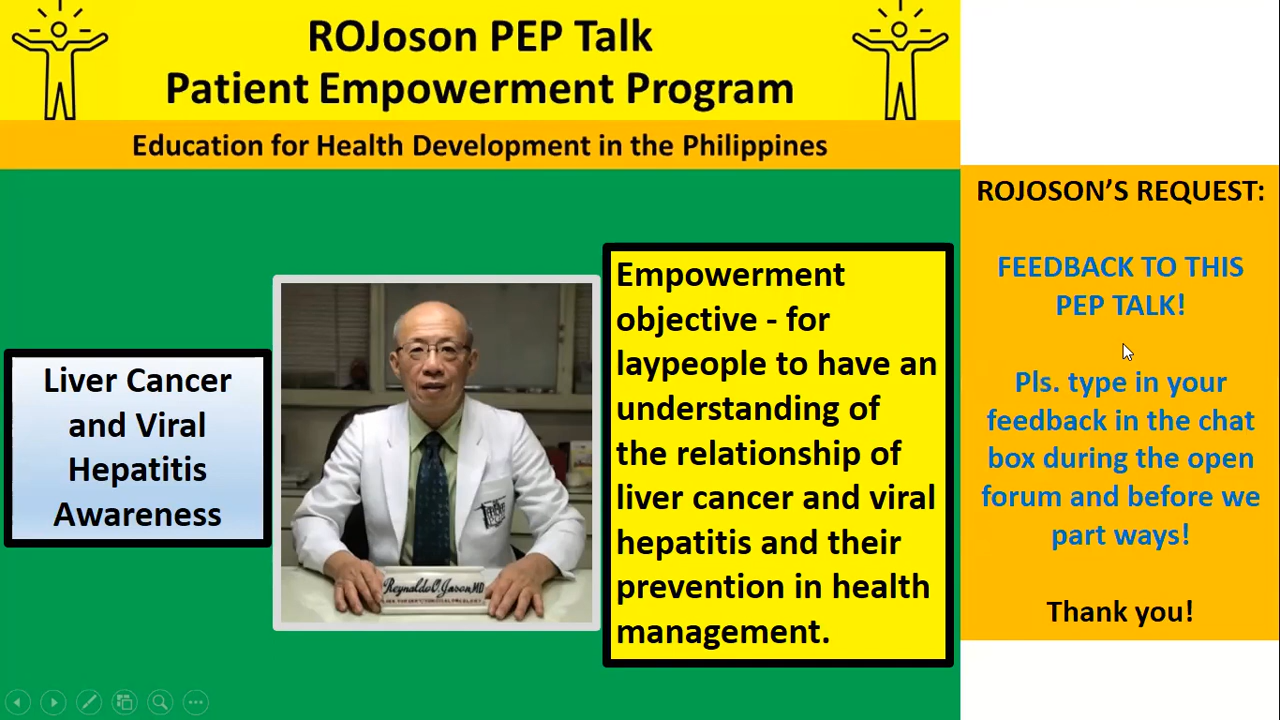 ROJoson PEP Talk
Patient Empowerment Program
Education for Health Development in the Philippines
Liver Cancer
and Viral
Hepatitis
Awareness
Reynaldo O. Joson MD
Empowerment
objective - for
laypeople to have an
understanding of
the relationship of
liver cancer and viral
hepatitis and their
prevention in health
management.
ROJOSON’S REQUEST:
FEEDBACK TO THIS
PEP TALK!
Pls. type in your
feedback in the chat
box during the open
forum and before we
part ways!
Thank you!